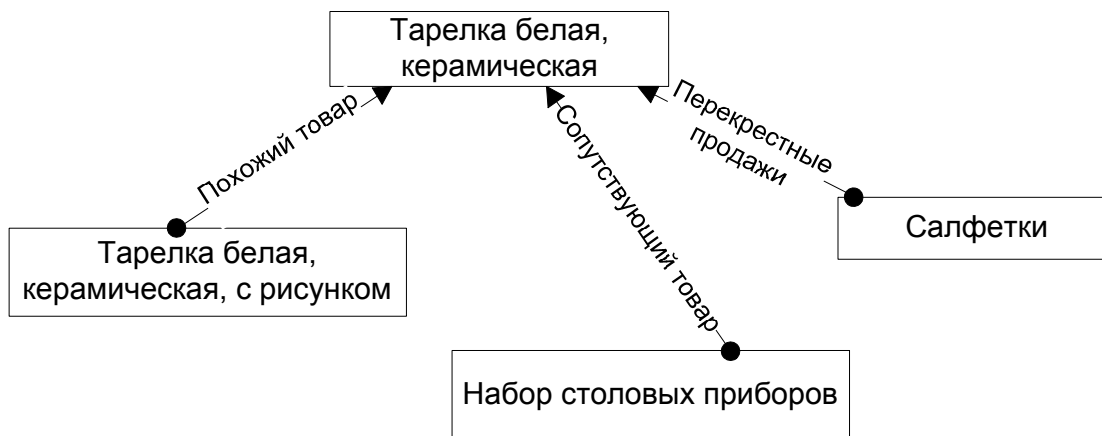 Тарелка белая,
керамическая
Похожий товар
Сопутствующий товар
Перекрестные
продажи
Тарелка белая,
керамическая, с рисунком
Салфетки
Набор столовых приборов